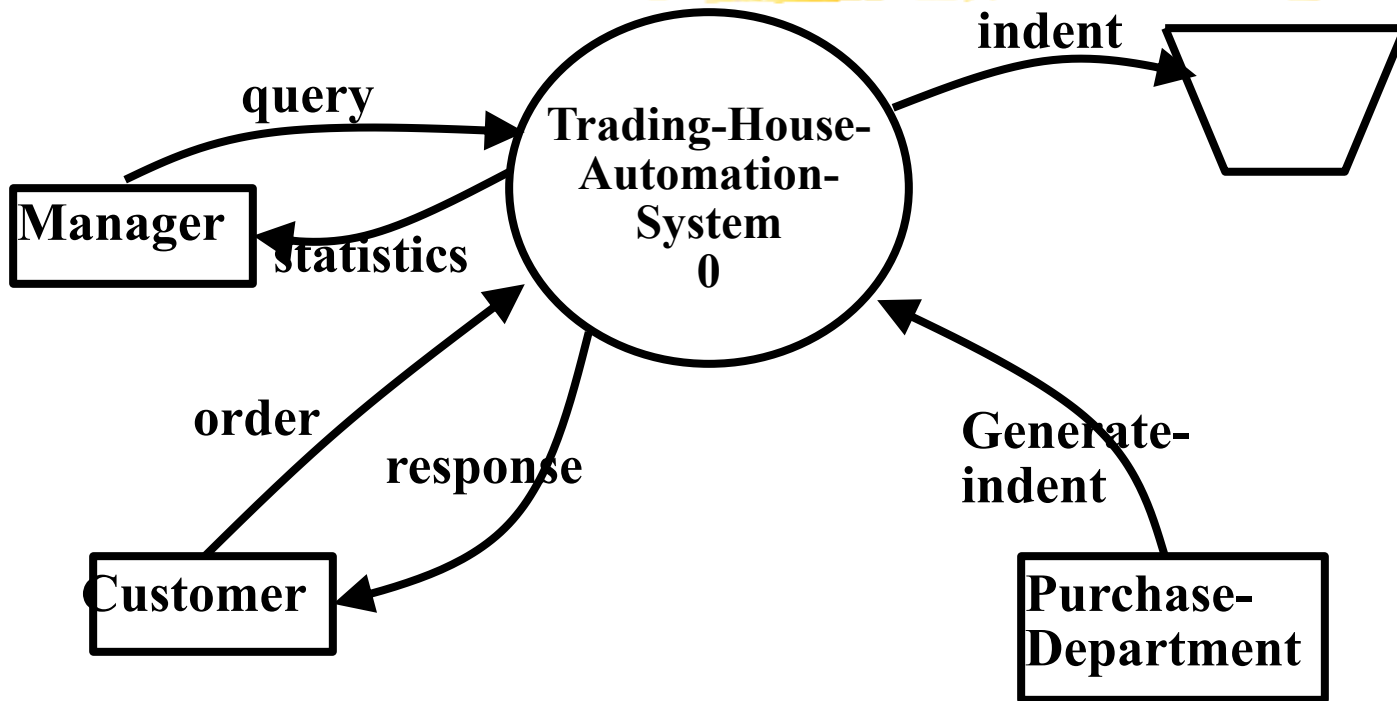 indent
query
Trading-House-
Automation-
System
0
Manager
statistics
order
response
Generate-
indent
Customer
Purchase-
Department